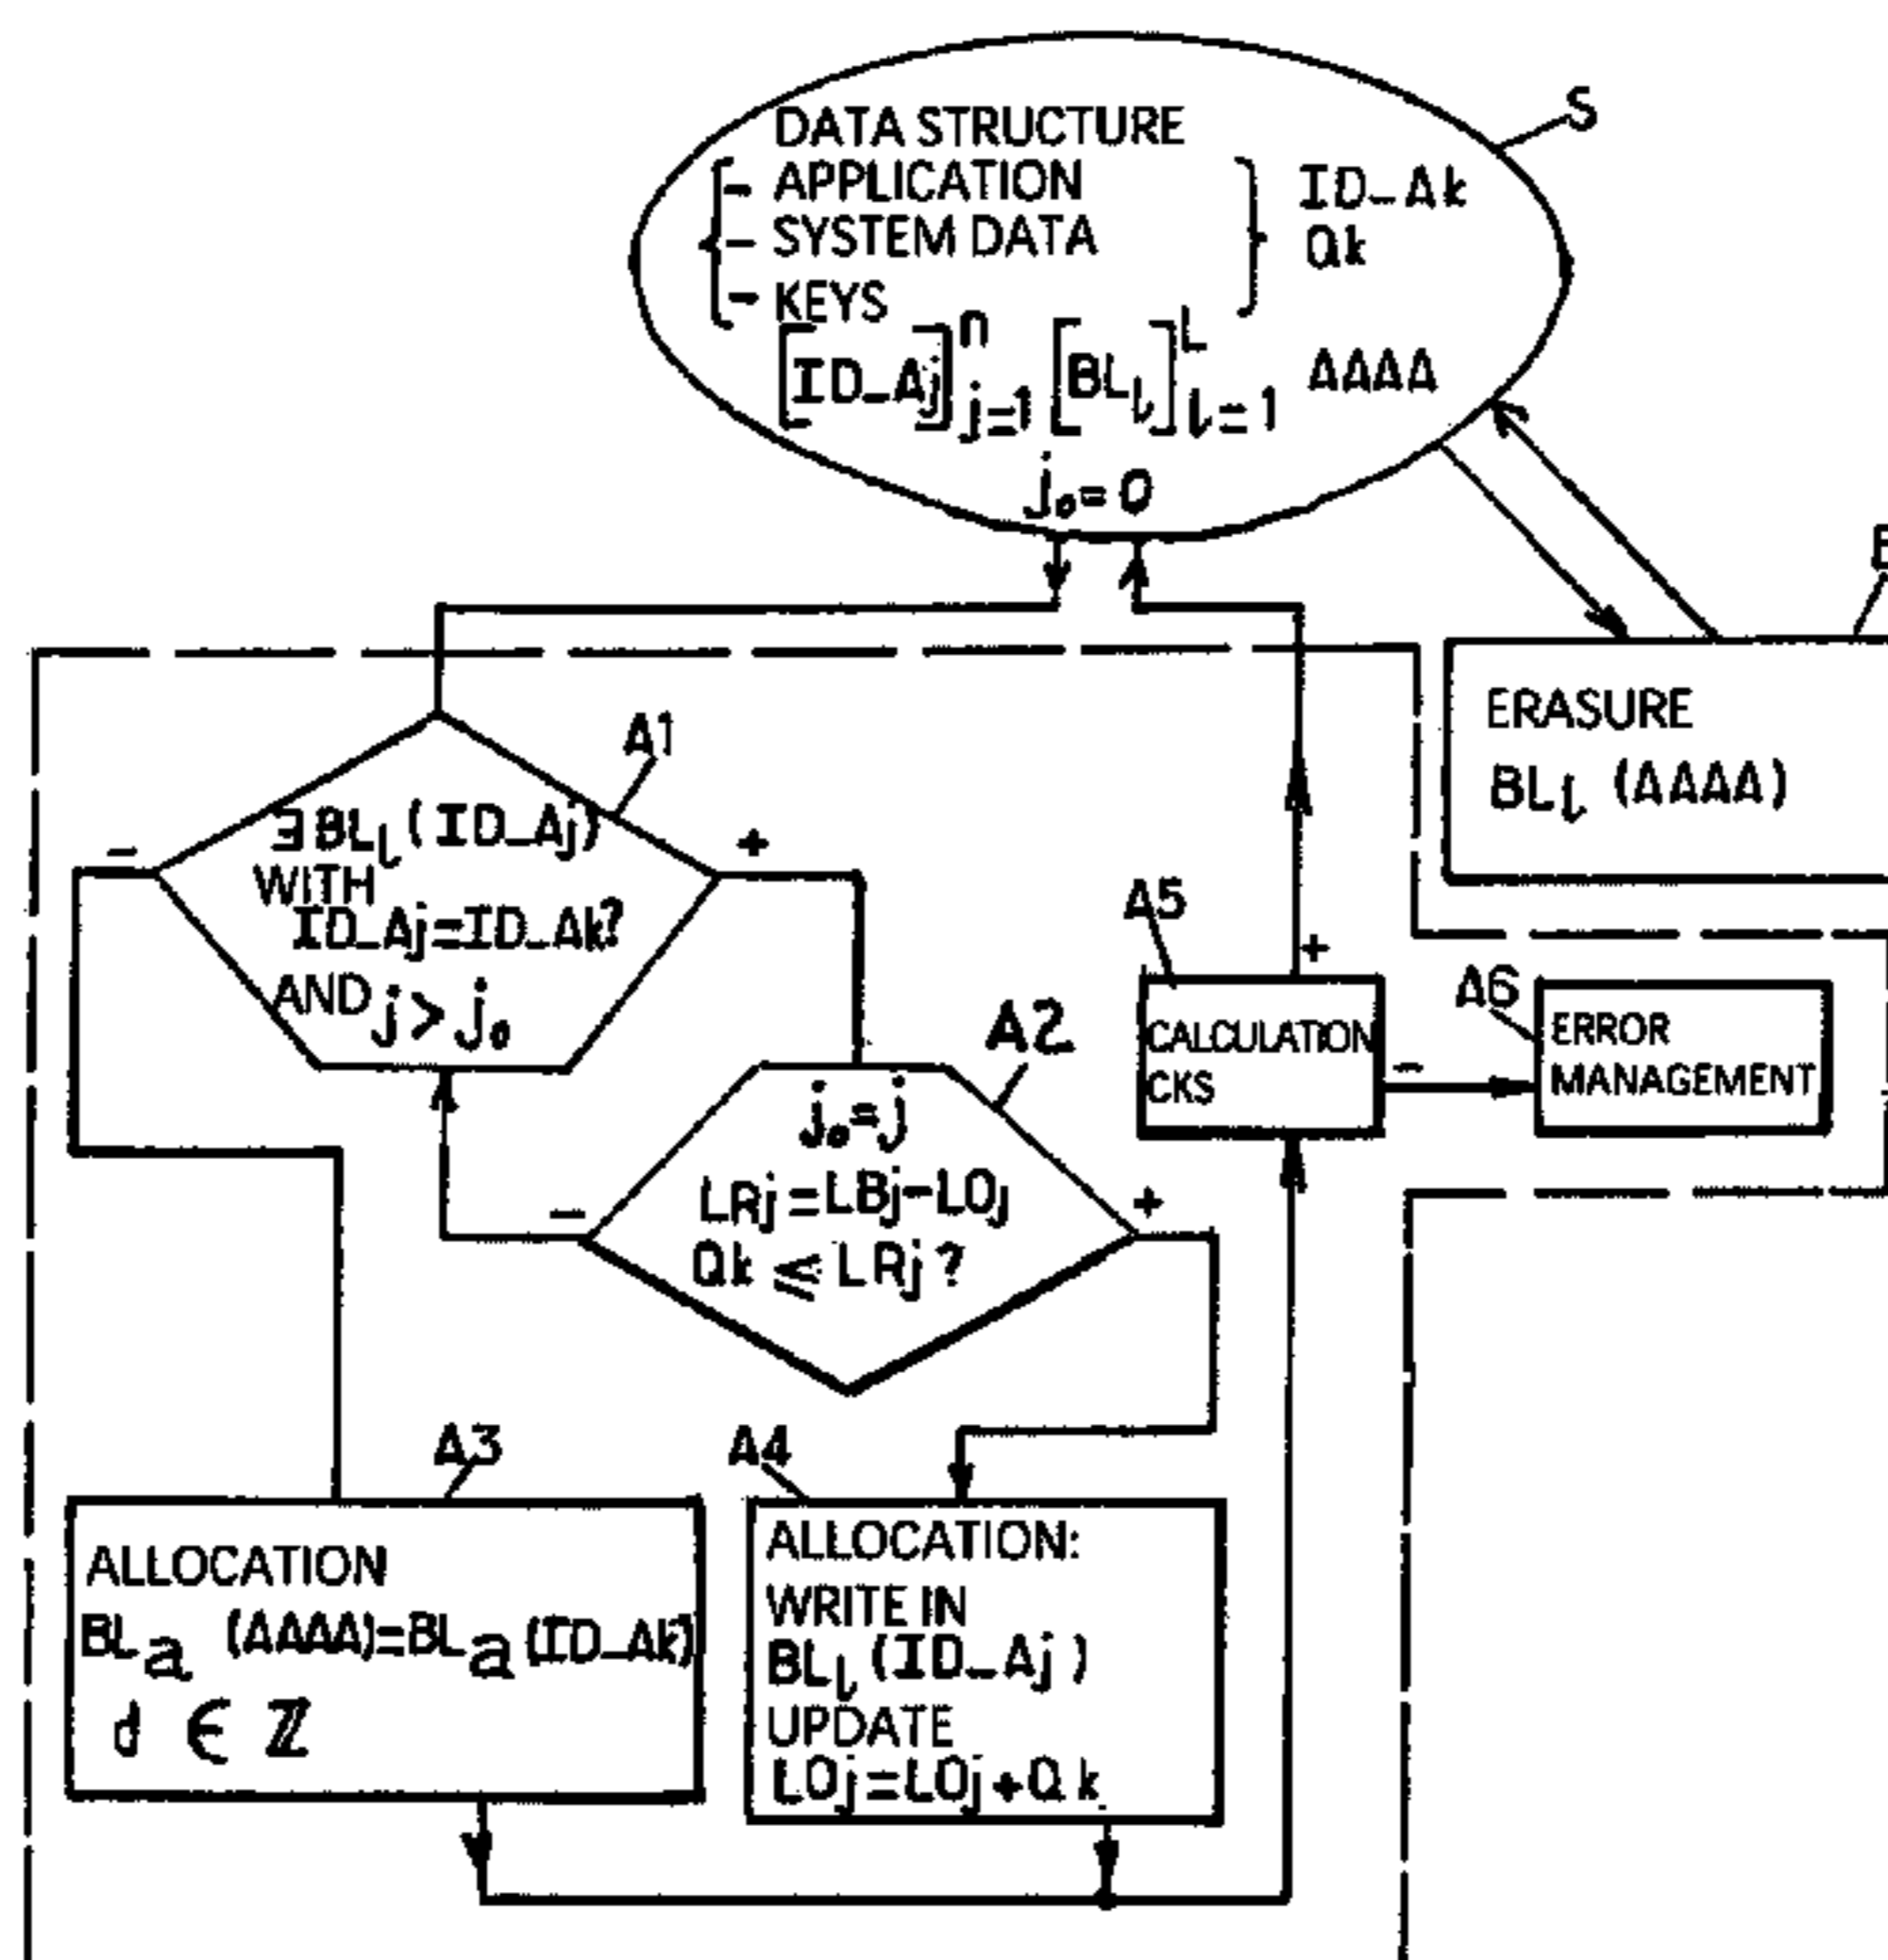 DATA STRUCTURE
S
- APPLICATION
ID_Ak
- SYSTEM DATA
Qk
- KEYS
[ID_Aj]ⁿj=1 [BLl]ᴸl=1 AAAA
j₀=0
ERASURE
BLl (AAAA)
A1
∃BLl(ID_Aj)
WITH
ID_Aj=ID_Ak?
AND j>j₀
-
+
A2
j₀=j
LRj=LBj-LOj
Qk ≤ LRj?
-
+
A5
+
CALCULATION
CKS
-
A6
ERROR
MANAGEMENT
A3
ALLOCATION
BLa (AAAA)=BLa(ID_Ak)
d ∈ ℤ
A4
ALLOCATION:
WRITE IN
BLl(ID_Aj)
UPDATE
LOj=LOj+Qk